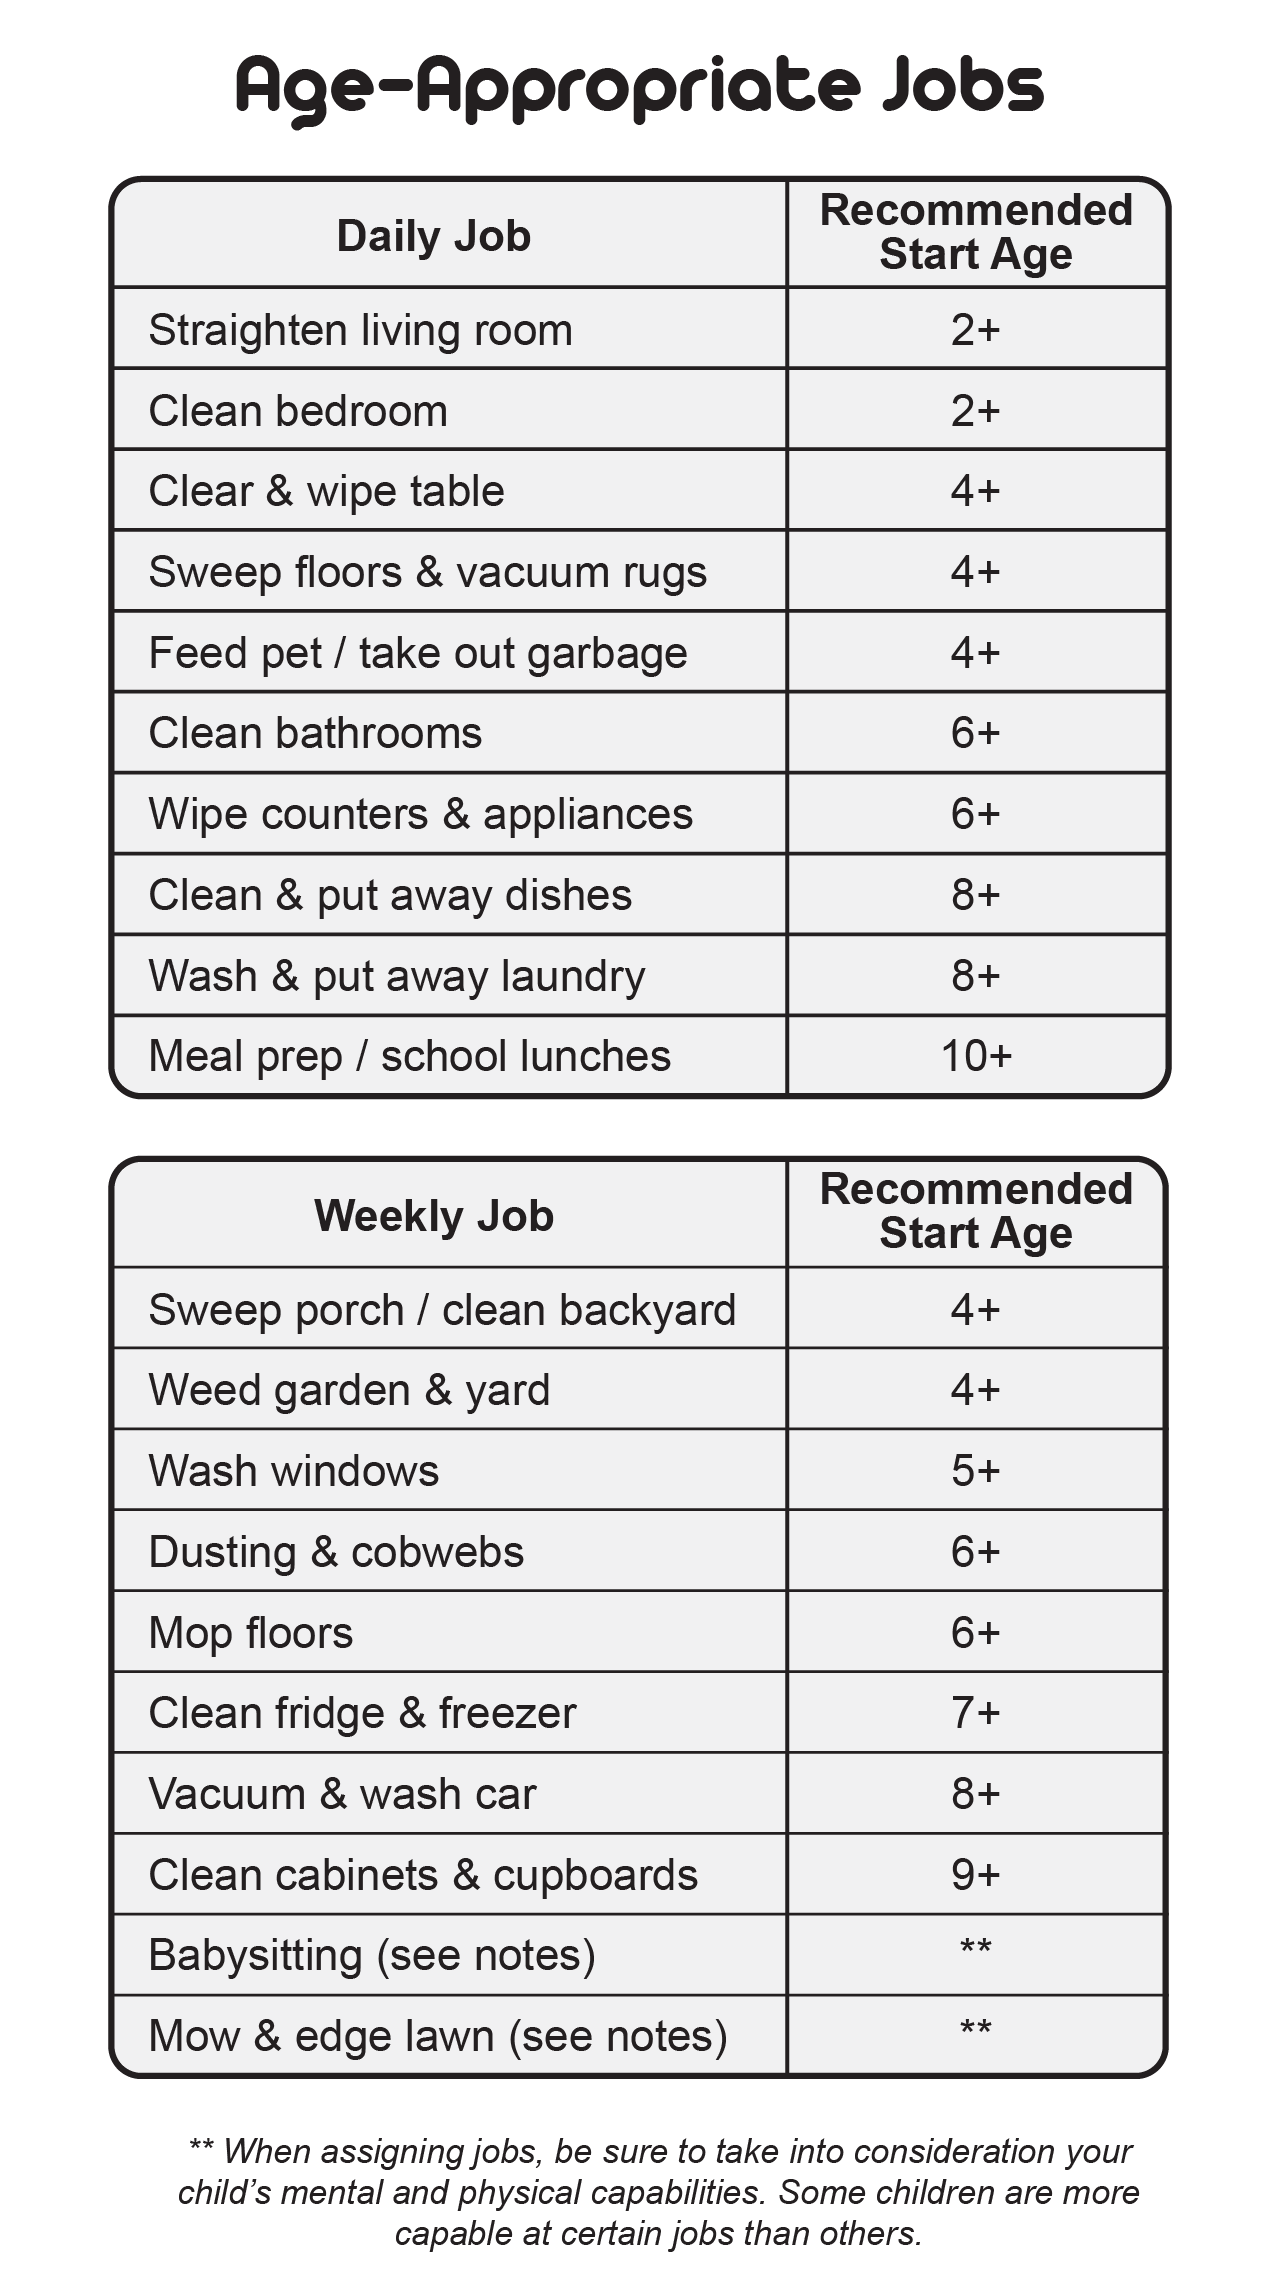 Age-Appropriate Jobs
Daily Job
Recommended
Start Age
Straighten living room 2+
Clean bedroom 2+
Clear & wipe table 4+
Sweep floors & vacuum rugs 4+
Feed pet / take out garbage 4+
Clean bathrooms 6+
Wipe counters & appliances 6+
Clean & put away dishes 8+
Wash & put away laundry 8+
Meal prep / school lunches 10+
Weekly Job
Recommended
Start Age
Sweep porch / clean backyard 4+
Weed garden & yard 4+
Wash windows 5+
Dusting & cobwebs 6+
Mop floors 6+
Clean fridge & freezer 7+
Vacuum & wash car 8+
Clean cabinets & cupboards 9+
Babysitting (see notes) **
Mow & edge lawn (see notes) **
** When assigning jobs, be sure to take into consideration your
child’s mental and physical capabilities. Some children are more
capable at certain jobs than others.